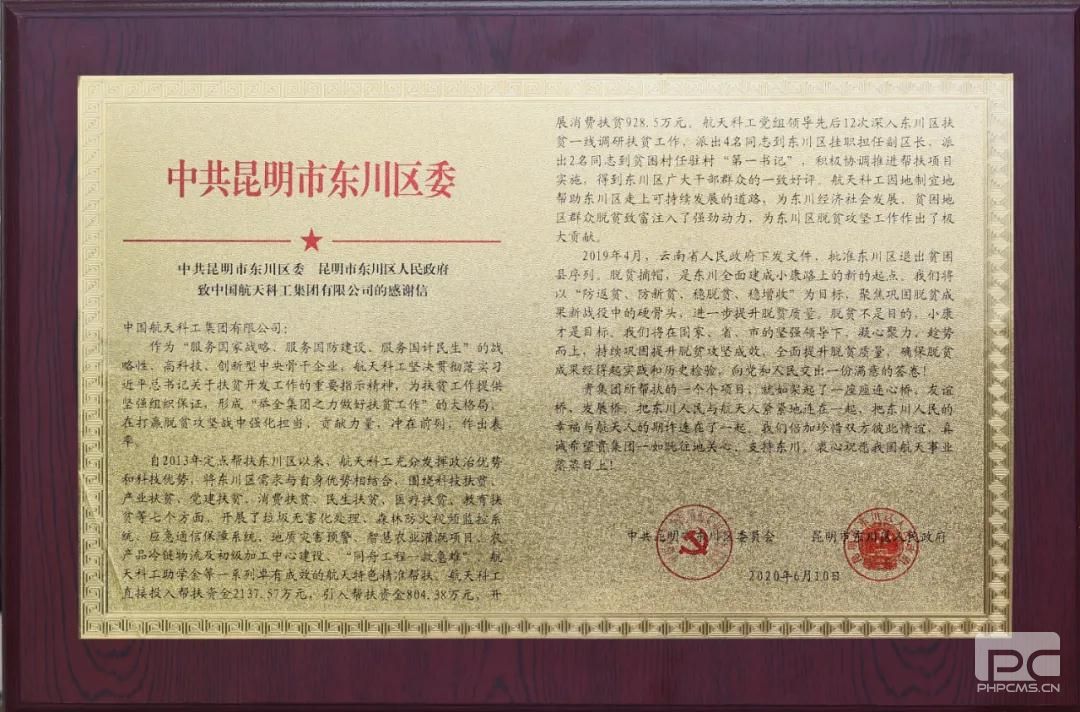 中共昆明市东川区委
中共昆明市东川区委 昆明市东川区人民政府
致中国航天科工集团有限公司的感谢信
中国航天科工集团有限公司：
作为“服务国家战略、服务国防建设、服务国计民生”的战
略性、高科技、创新型中央骨干企业，航天科工坚决贯彻落实习
近平总书记关于扶贫开发工作的重要指示精神，为扶贫工作提供
坚强组织保证，形成“举全集团之力做好扶贫工作”的大格局，
在打赢脱贫攻坚战中强化担当，贡献力量，冲在前列，作出表
率。
自2013年定点帮扶东川区以来，航天科工充分发挥政治优势
和科技优势，将东川区需求与自身优势相结合，围绕科技扶贫、
产业扶贫、党建扶贫、消费扶贫、民生扶贫、医疗扶贫、教育扶
贫等七个方面，开展了垃圾无害化处理、森林防火视频监控系
统、应急通信保障系统、地质灾害预警、智慧农业灌溉项目、农
产品冷链物流及初级加工中心建设、“同舟工程一救急难”、航
天科工助学金等一系列卓有成效的航天特色精准帮扶。航天科工
直接投入帮扶资金2137.57万元，引入帮扶资金804.38万元，开
展消费扶贫928.5万元。航天科工党组领导先后12次深入东川区扶
贫一线调研扶贫工作，派出4名同志到东川区挂职担任副区长，派
出2名同志到贫困村任驻村“第一书记”，积极协调推进帮扶项目
实施，得到东川区广大干部群众的一致好评。航天科工因地制宜地
帮助东川区走上可持续发展的道路，为东川经济社会发展、贫困地
区群众脱贫致富注入了强劲动力，为东川区脱贫攻坚工作作出了极
大贡献。
2019年4月，云南省人民政府下发文件，批准东川区退出贫困
县序列。脱贫摘帽，是东川全面建成小康路上的新的起点。我们将
以“防返贫、防新贫、稳脱贫、稳增收”为目标，聚焦巩固脱贫成
果新战役中的硬骨头，进一步提升脱贫质量。脱贫不是目的，小康
才是目标。我们将在国家、省、市的坚强领导下，凝心聚力，趁势
而上，持续巩固提升脱贫攻坚成效，全面提升脱贫质量，确保脱贫
成果经得起实践和历史检验，向党和人民交出一份满意的答卷！
贵集团所帮扶的一个个项目，就如架起了一座座连心桥、友谊
桥、发展桥，把东川人民与航天人紧紧地连在一起，把东川人民的
幸福与航天人的期许连在了一起。我们倍加珍惜双方彼此情谊，真
诚希望贵集团一如既往地关心、支持东川。衷心祝愿我国航天事业
蒸蒸日上！
中共昆明市东川区委员会 昆明市东川区人民政府
2020年6月10日
PC
PHPCMS.CN